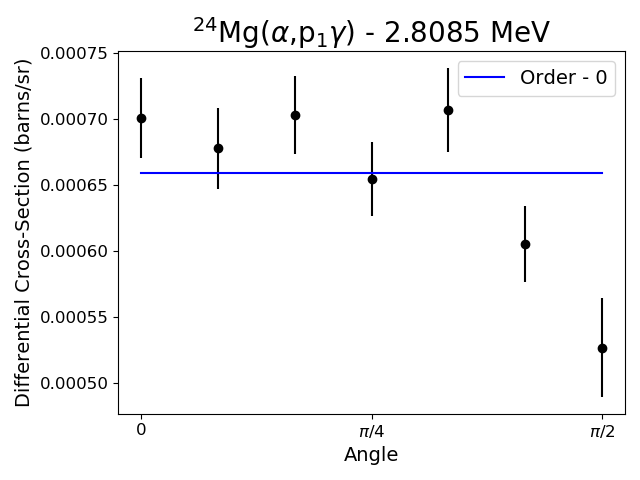 ²⁴Mg(α,p₁γ) - 2.8085 MeV
Order - 0
Differential Cross-Section (barns/sr)
0.00075
0.00070
0.00065
0.00060
0.00055
0.00050
0 π/4 π/2
Angle